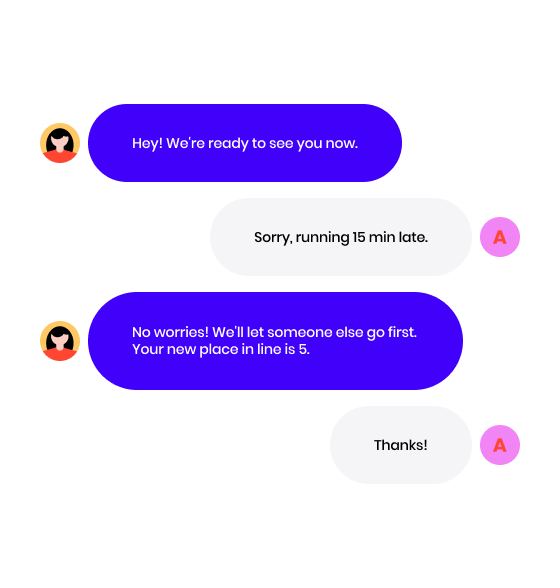 Hey! We're ready to see you now.
Sorry, running 15 min late.
A
No worries! We'll let someone else go first.
Your new place in line is 5.
Thanks!
A